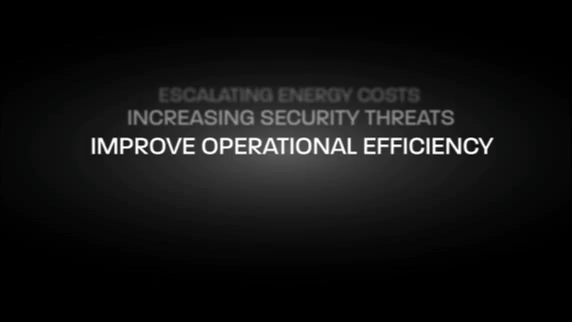 ESCALATING ENERGY COSTS
INCREASING SECURITY THREATS
IMPROVE OPERATIONAL EFFICIENCY